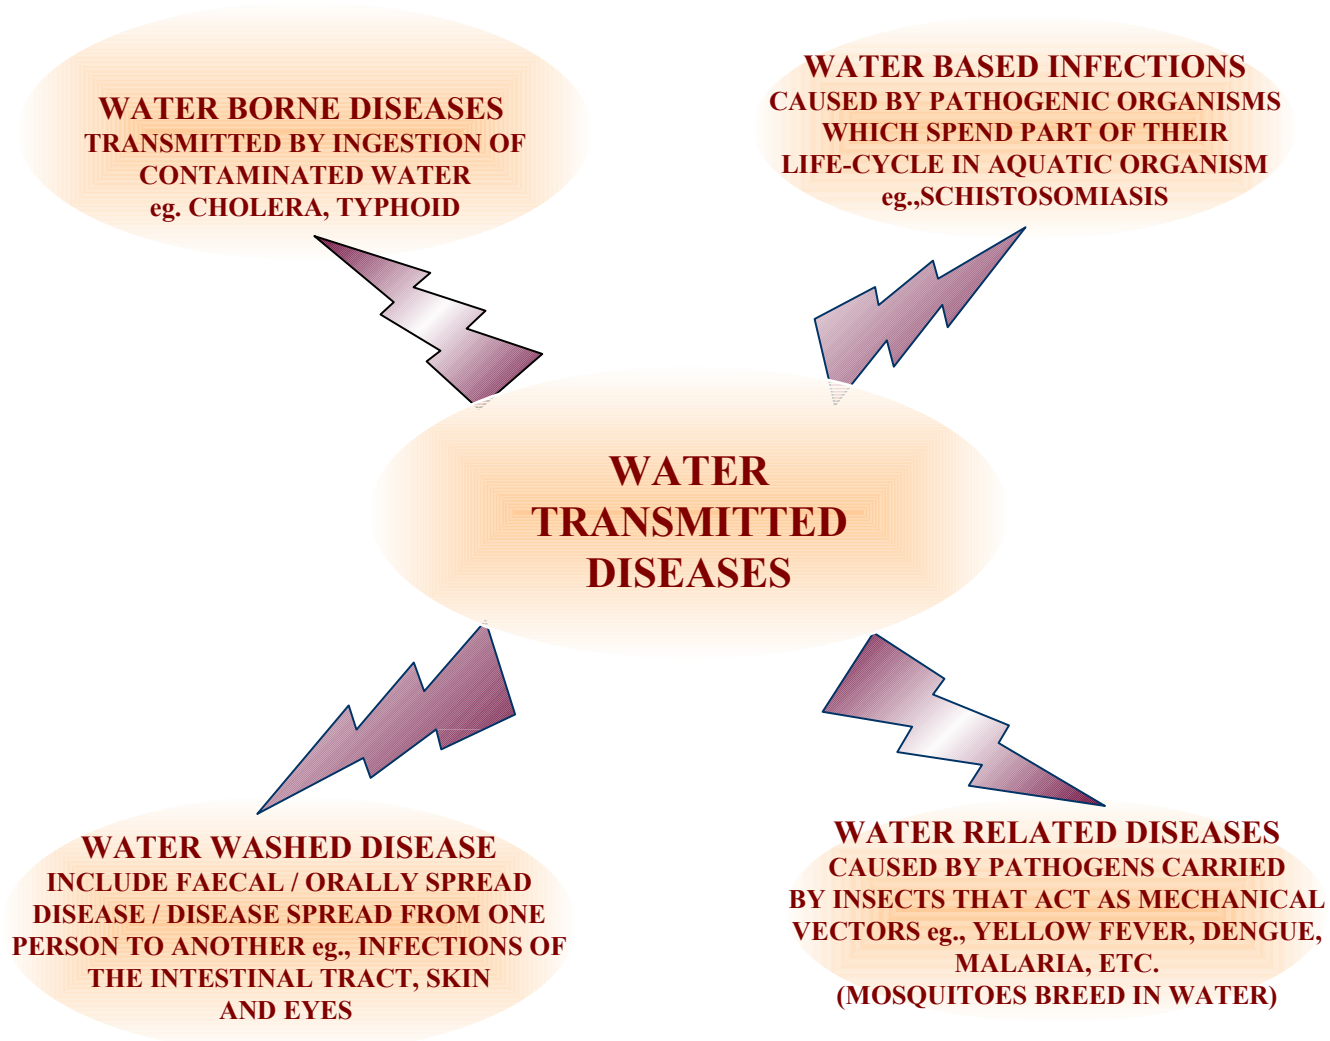 WATER BORNE DISEASES
TRANSMITTED BY INGESTION OF
CONTAMINATED WATER
eg. CHOLERA, TYPHOID
WATER BASED INFECTIONS
CAUSED BY PATHOGENIC ORGANISMS
WHICH SPEND PART OF THEIR
LIFE-CYCLE IN AQUATIC ORGANISM
eg.,SCHISTOSOMIASIS
WATER
TRANSMITTED
DISEASES
WATER WASHED DISEASE
INCLUDE FAECAL / ORALLY SPREAD
DISEASE / DISEASE SPREAD FROM ONE
PERSON TO ANOTHER eg., INFECTIONS OF
THE INTESTINAL TRACT, SKIN
AND EYES
WATER RELATED DISEASES
CAUSED BY PATHOGENS CARRIED
BY INSECTS THAT ACT AS MECHANICAL
VECTORS eg., YELLOW FEVER, DENGUE,
MALARIA, ETC.
(MOSQUITOES BREED IN WATER)